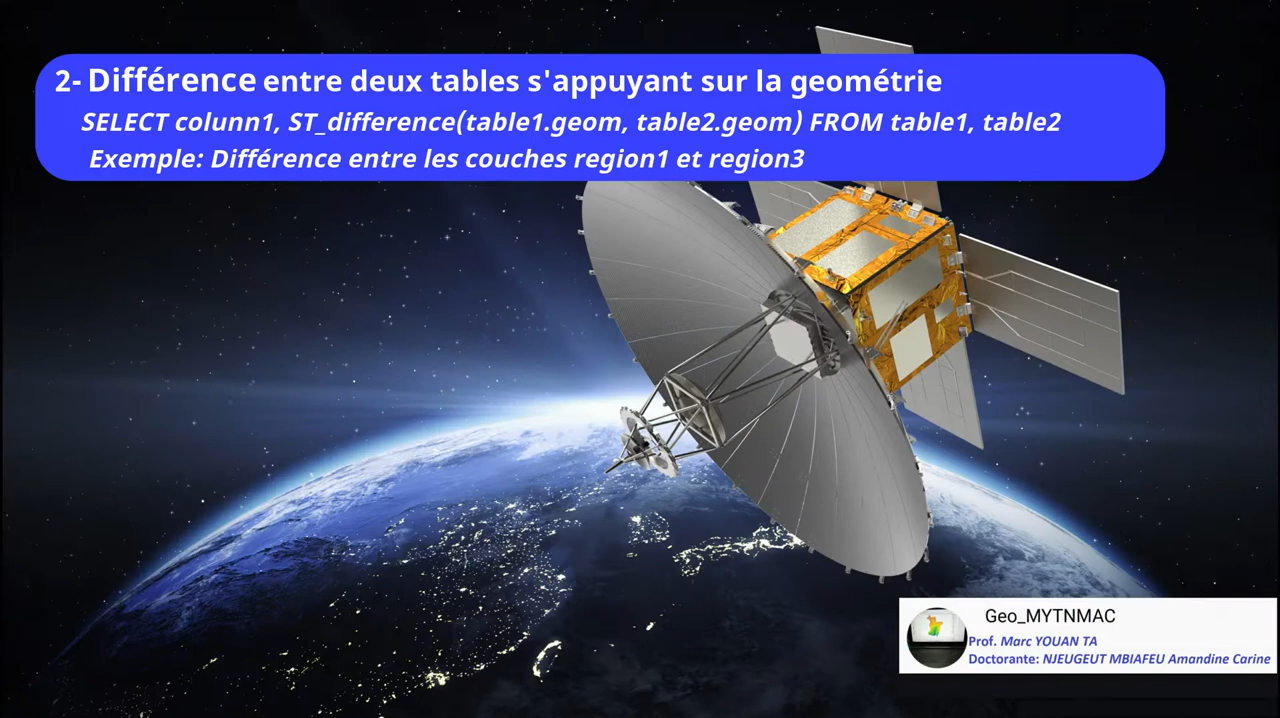 2- Différence entre deux tables s'appuyant sur la geométrie
SELECT colunn1, ST_difference(table1.geom, table2.geom) FROM table1, table2
Exemple: Différence entre les couches region1 et region3
Geo_MYTNMAC
Prof. Marc YOUAN TA
Doctorante: NJEUGEUT MBIAFEU Amandine Carine